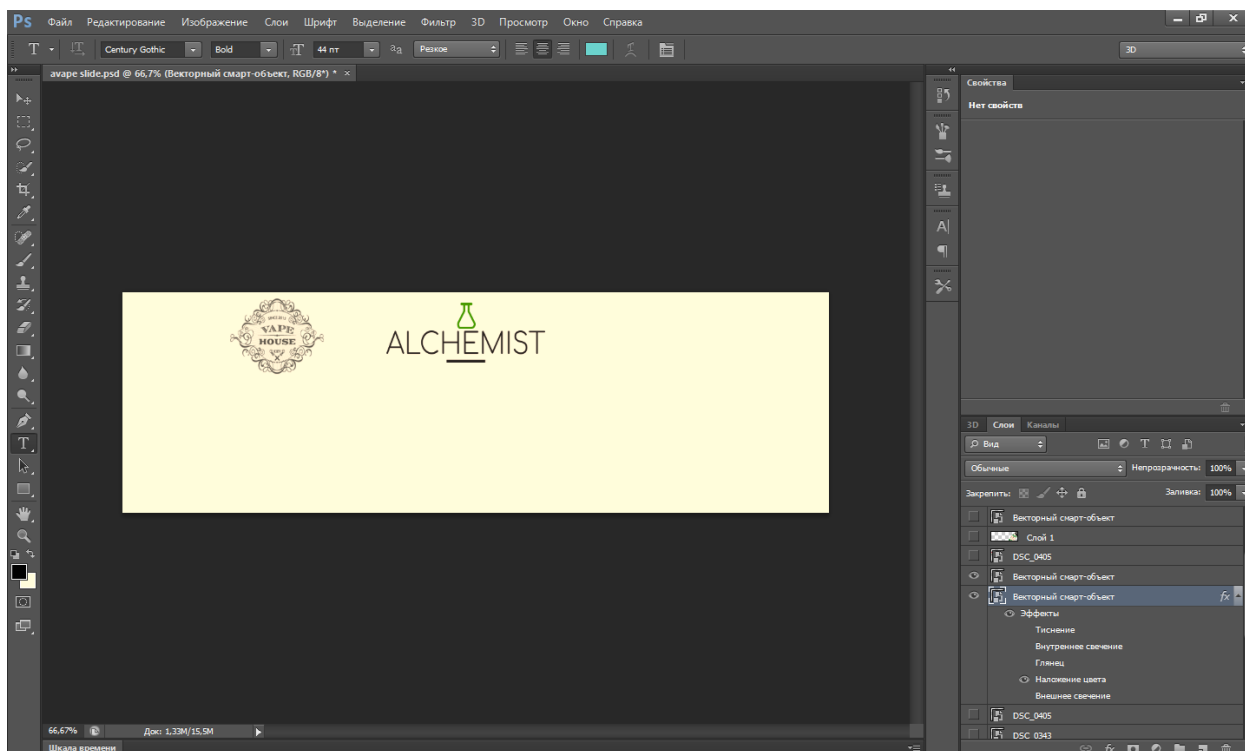 Ps Файл Редактирование Изображение Слои Шрифт Выделение Фильтр 3D Просмотр Окно Справка
T Century Gothic Bold 44 пт Резкое 3D
avape slide.psd @ 66,7% (Векторный смарт-объект, RGB/8*) * ×
Свойства
Нет свойств
VAPE
HOUSE
ALCHEMIST
3D Слои Каналы
Вид
Обычные Непрозрачность: 100%
Закрепить: Заливка: 100%
Векторный смарт-объект
Слой 1
DSC_0405
Векторный смарт-объект
Векторный смарт-объект fx
Эффекты
Тиснение
Внутреннее свечение
Глянец
Наложение цвета
Внешнее свечение
DSC_0405
DSC_0343
66,67% Док: 1,33M/15,5M
Шкала времени